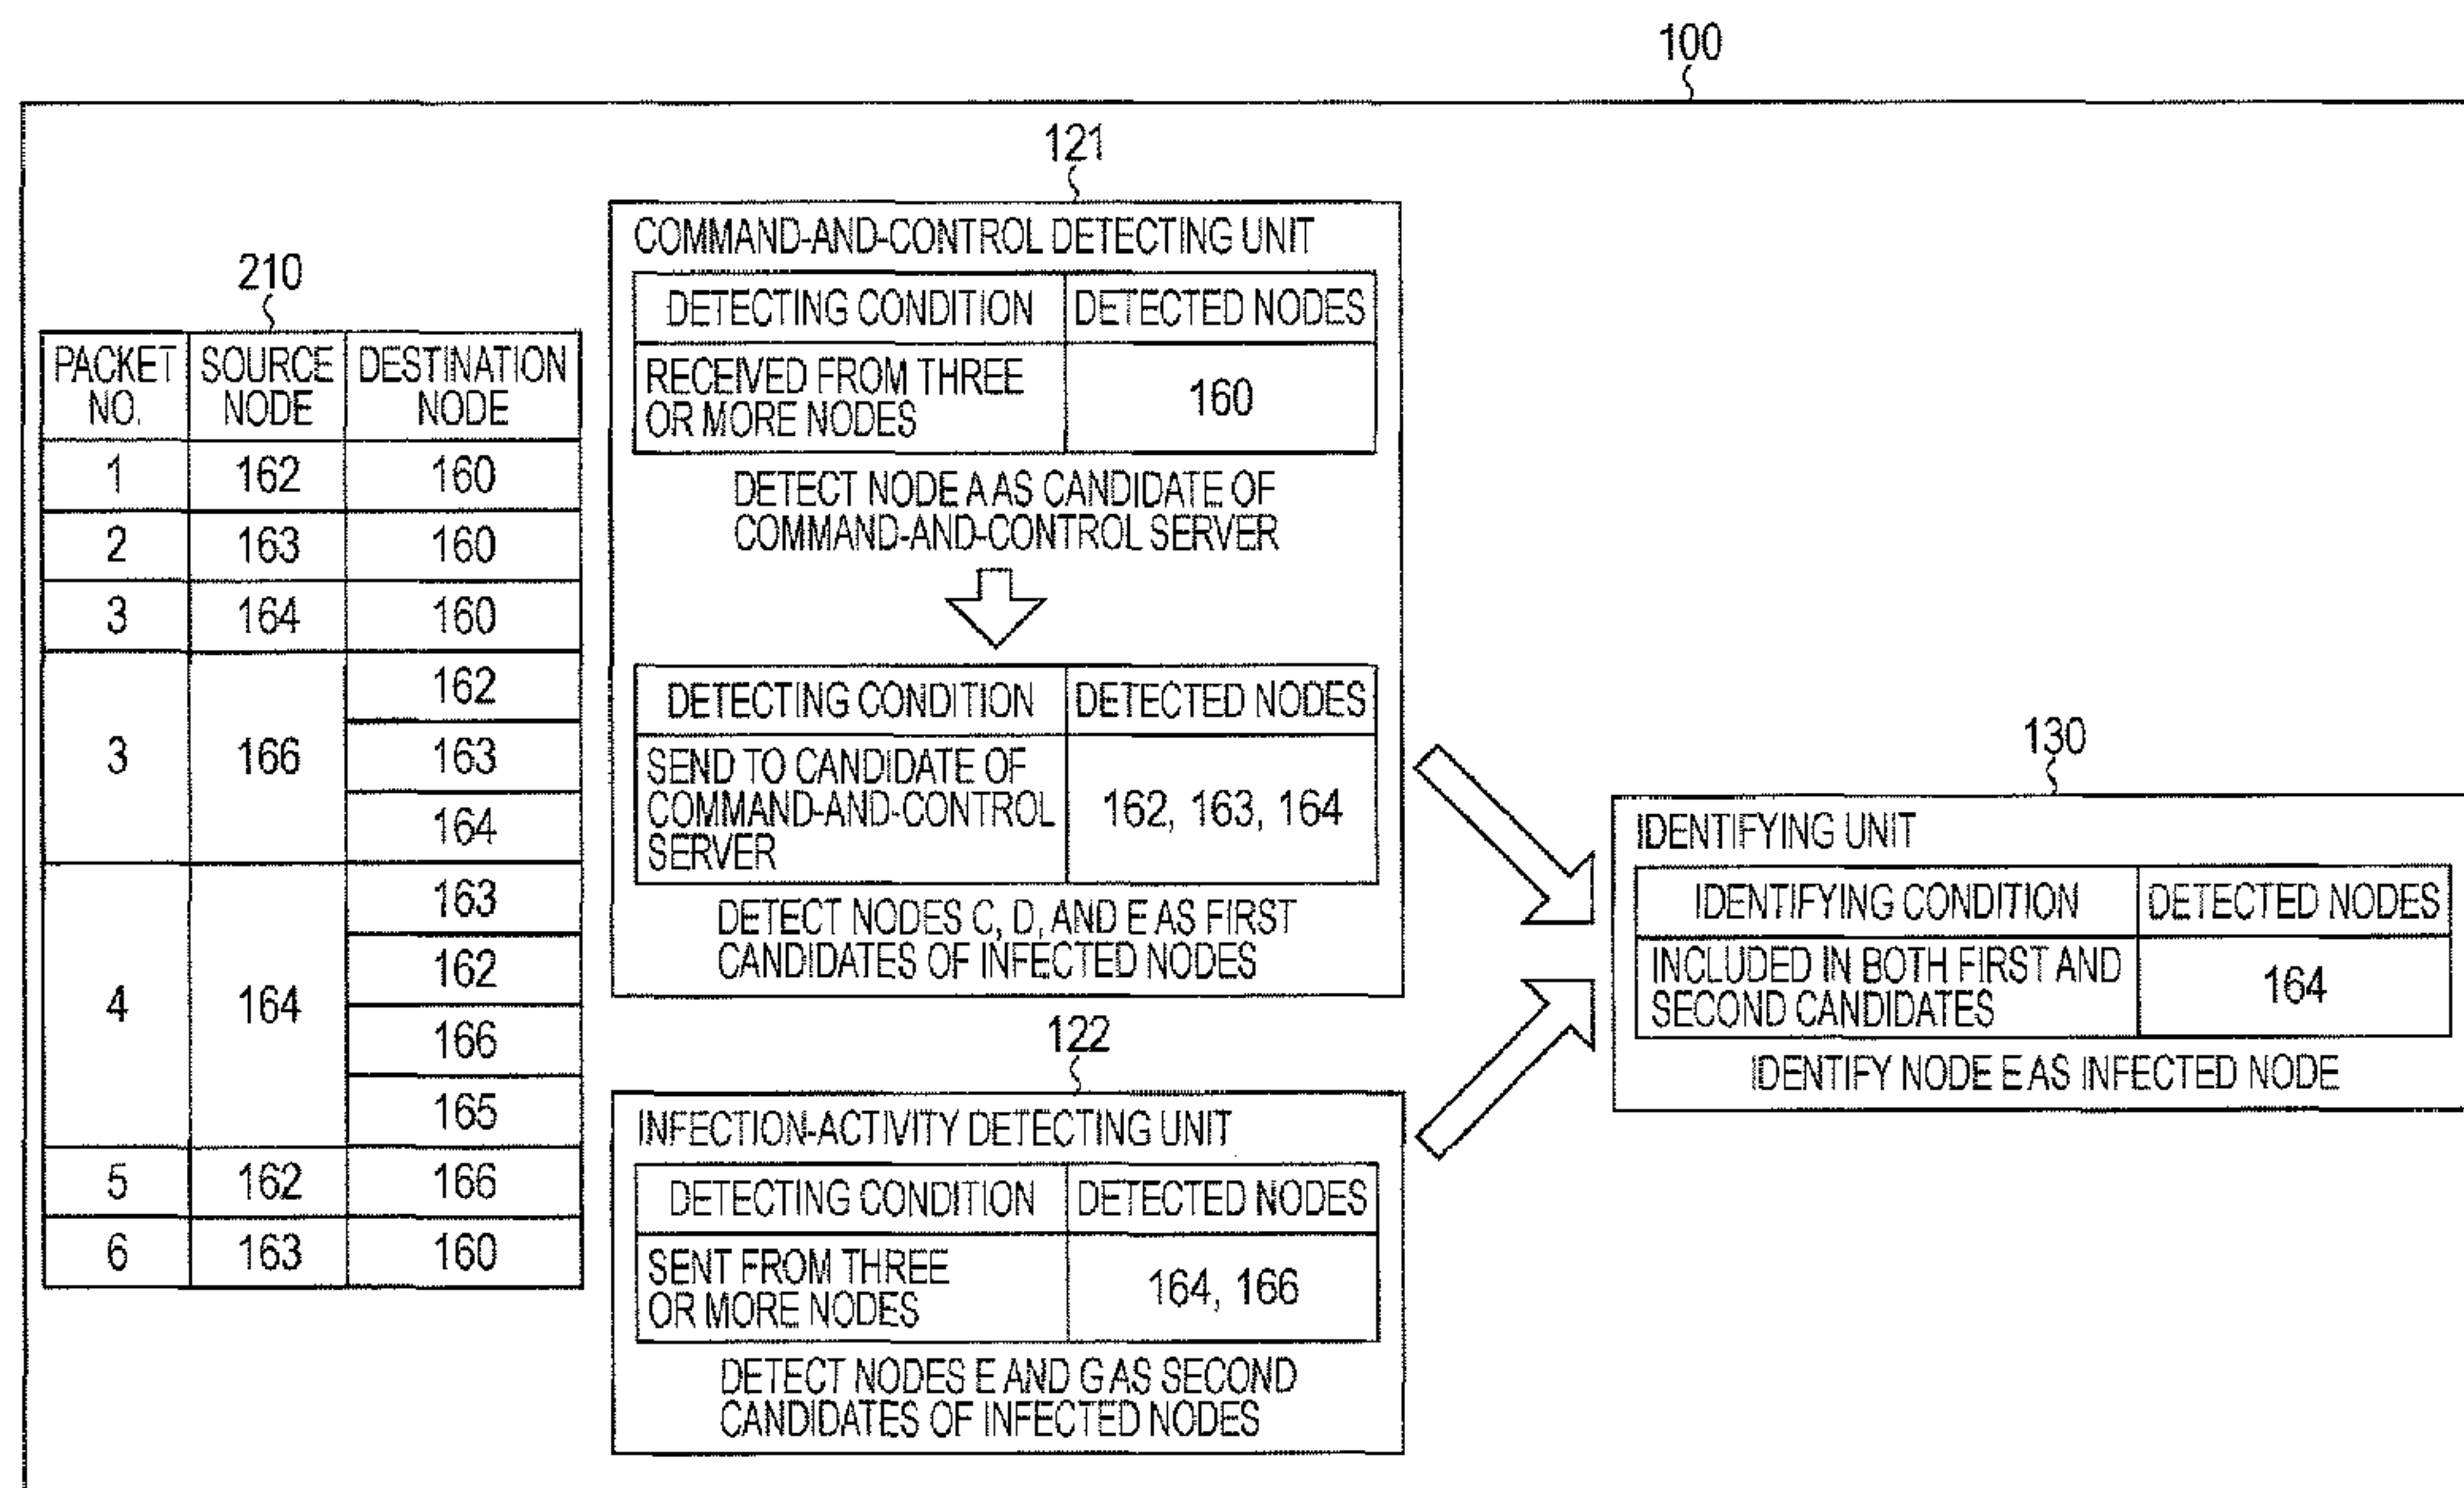 100
210
PACKET NO. SOURCE NODE DESTINATION NODE
1 162 160
2 163 160
3 164 160
3 166 162
163
164
4 164 163
162
166
165
5 162 166
6 163 160
121
COMMAND-AND-CONTROL DETECTING UNIT
DETECTING CONDITION DETECTED NODES
RECEIVED FROM THREE
OR MORE NODES
160
DETECT NODE A AS CANDIDATE OF
COMMAND-AND-CONTROL SERVER
DETECTING CONDITION DETECTED NODES
SEND TO CANDIDATE OF
COMMAND-AND-CONTROL
SERVER
162, 163, 164
DETECT NODES C, D, AND E AS FIRST
CANDIDATES OF INFECTED NODES
122
INFECTION-ACTIVITY DETECTING UNIT
DETECTING CONDITION DETECTED NODES
SENT FROM THREE
OR MORE NODES
164, 166
DETECT NODES E AND G AS SECOND
CANDIDATES OF INFECTED NODES
130
IDENTIFYING UNIT
IDENTIFYING CONDITION DETECTED NODES
INCLUDED IN BOTH FIRST AND
SECOND CANDIDATES
164
IDENTIFY NODE E AS INFECTED NODE